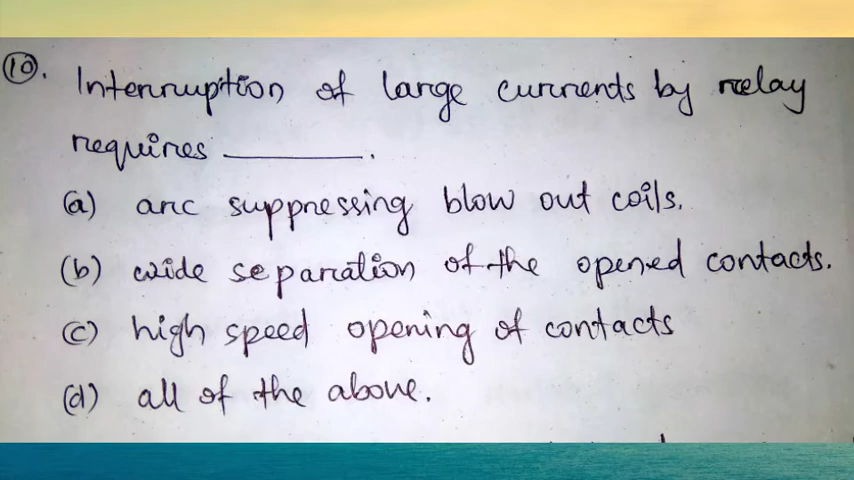 10. Interruption of large currents by relay
requires ________.
(a) arc suppressing blow out coils.
(b) wide separation of the opened contacts.
(c) high speed opening of contacts
(d) all of the above.